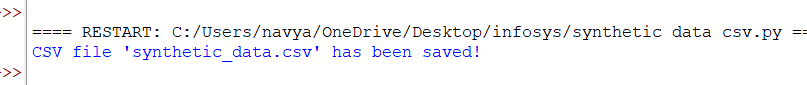 >>
==== RESTART: C:/Users/navya/OneDrive/Desktop/infosys/synthetic data csv.py ==
CSV file 'synthetic_data.csv' has been saved!
>>